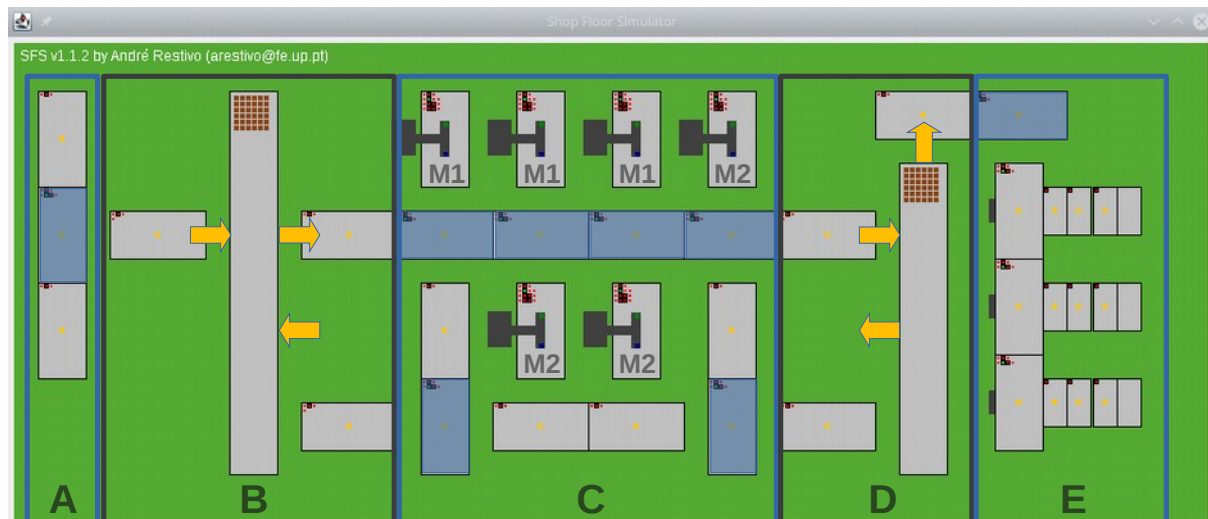 Shop Floor Simulator
SFS v1.1.2 by André Restivo (arestivo@fe.up.pt)
M1 M1 M1 M2
M2 M2
A B C D E